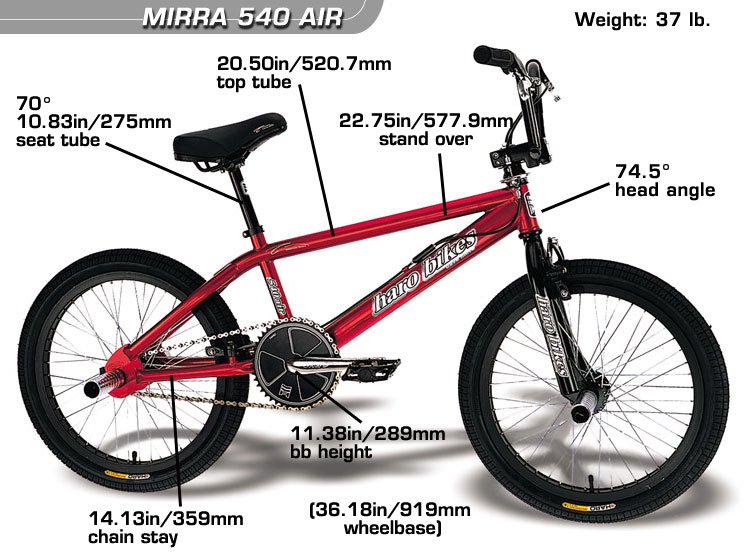 MIRRA 540 AIR
Weight: 37 lb.
20.50in/520.7mm
top tube
70°
10.83in/275mm
seat tube
22.75in/577.9mm
stand over
74.5°
head angle
haro bikes
haro bikes
11.38in/289mm
bb height
14.13in/359mm
chain stay
(36.18in/919mm
wheelbase)
HARO
HARO